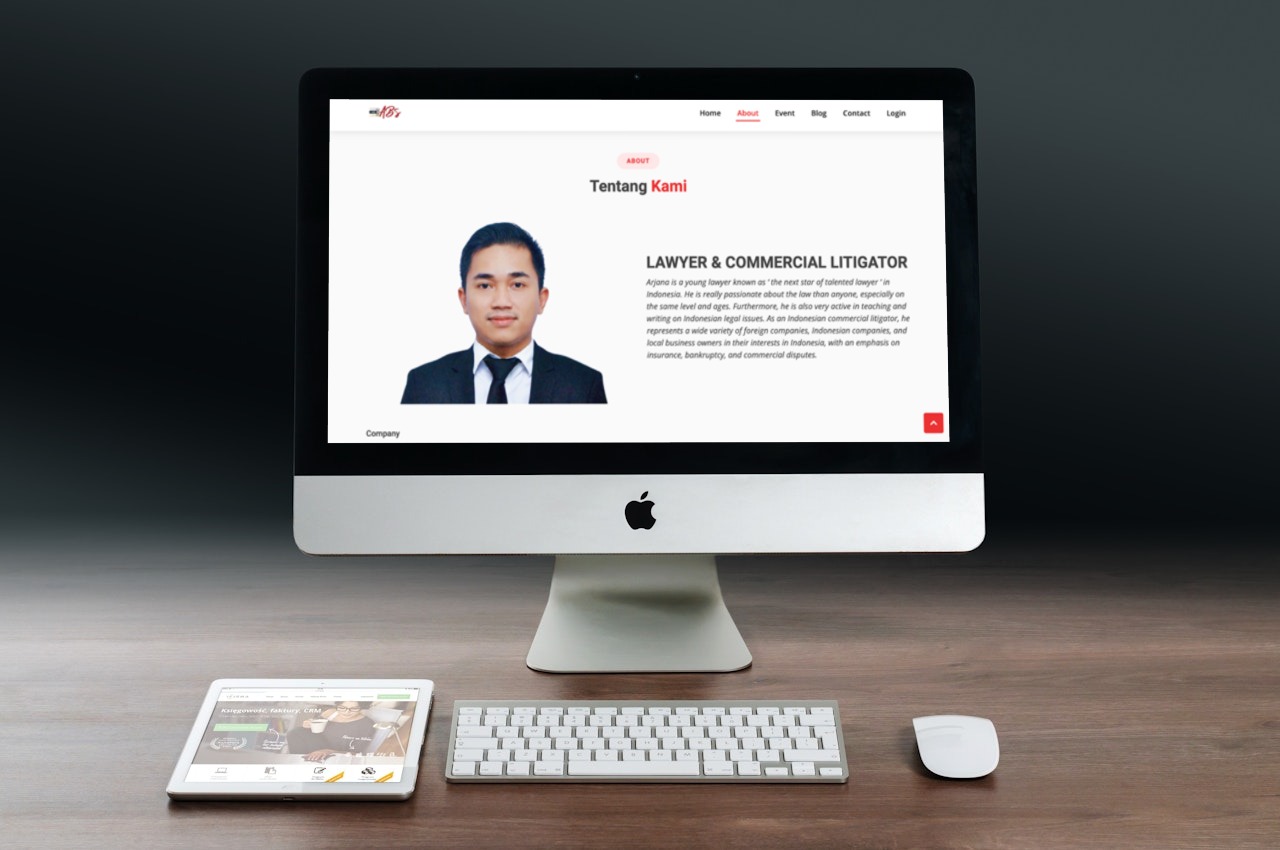 ABs
Home About Event Blog Contact Login
ABOUT
Tentang Kami
LAWYER & COMMERCIAL LITIGATOR
Arjana is a young lawyer known as ' the next star of talented lawyer ' in
Indonesia. He is really passionate about the law than anyone, especially on
the same level and ages. Furthermore, he is also very active in teaching and
writing on Indonesian legal issues. As an Indonesian commercial litigator, he
represents a wide variety of foreign companies, Indonesian companies, and
local business owners in their interests in Indonesia, with an emphasis on
insurance, bankruptcy, and commercial disputes.
Company
Księgowość, faktury, CRM